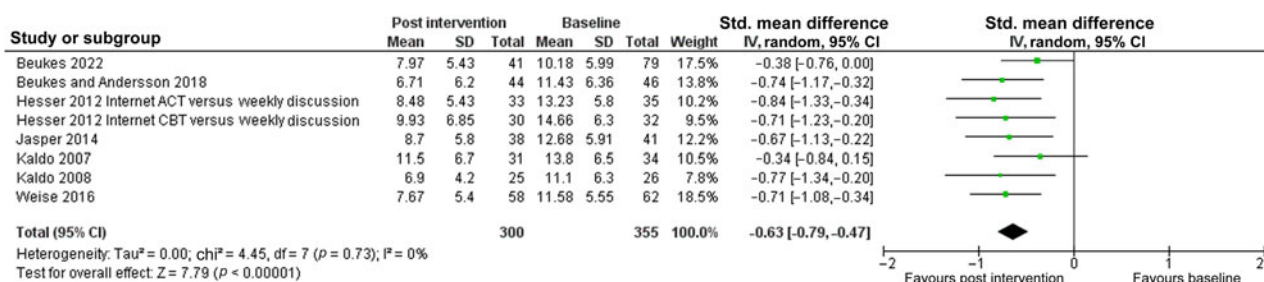 Post intervention Baseline Std. mean difference Std. mean difference
Study or subgroup Mean SD Total Mean SD Total Weight IV, random, 95% CI IV, random, 95% CI
Beukes 2022 7.97 5.43 41 10.18 5.99 79 17.5% −0.38 [−0.76, 0.00]
Beukes and Andersson 2018 6.71 6.2 44 11.43 6.36 46 13.8% −0.74 [−1.17, −0.32]
Hesser 2012 Internet ACT versus weekly discussion 8.48 5.43 33 13.23 5.8 35 10.2% −0.84 [−1.33, −0.34]
Hesser 2012 Internet CBT versus weekly discussion 9.93 6.85 30 14.66 6.3 32 9.5% −0.71 [−1.23, −0.20]
Jasper 2014 8.7 5.8 38 12.68 5.91 41 12.2% −0.67 [−1.13, −0.22]
Kaldo 2007 11.5 6.7 31 13.8 6.5 34 10.5% −0.34 [−0.84, 0.15]
Kaldo 2008 6.9 4.2 25 11.1 6.3 26 7.8% −0.77 [−1.34, −0.20]
Weise 2016 7.67 5.4 58 11.58 5.55 62 18.5% −0.71 [−1.08, −0.34]
Total (95% CI) 300 355 100.0% −0.63 [−0.79, −0.47]
Heterogeneity: Tau² = 0.00; chi² = 4.45, df = 7 (p = 0.73); I² = 0%
Test for overall effect: Z = 7.79 (p < 0.00001)
−2 −1 0 1 2
Favours post intervention Favours baseline